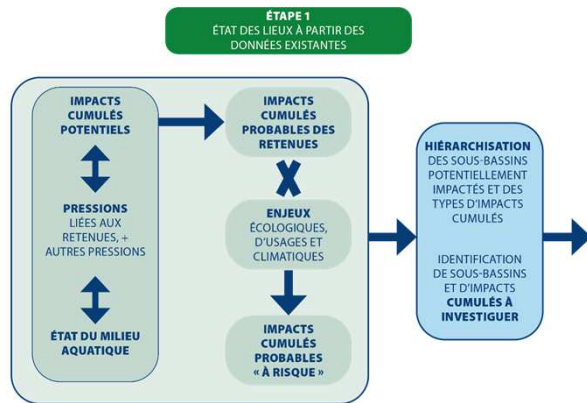 ÉTAPE 1
ÉTAT DES LIEUX À PARTIR DES
DONNÉES EXISTANTES
IMPACTS
CUMULÉS
POTENTIELS
PRESSIONS
LIÉES AUX
RETENUES, +
AUTRES PRESSIONS
ÉTAT DU MILIEU
AQUATIQUE
IMPACTS
CUMULÉS
PROBABLES DES
RETENUES
ENJEUX
ÉCOLOGIQUES,
D'USAGES ET
CLIMATIQUES
IMPACTS
CUMULÉS
PROBABLES
« À RISQUE »
HIÉRARCHISATION
DES SOUS-BASSINS
POTENTIELLEMENT
IMPACTÉS ET DES
TYPES D'IMPACTS
CUMULÉS
IDENTIFICATION
DE SOUS-BASSINS
ET D'IMPACTS
CUMULÉS À
INVESTIGUER